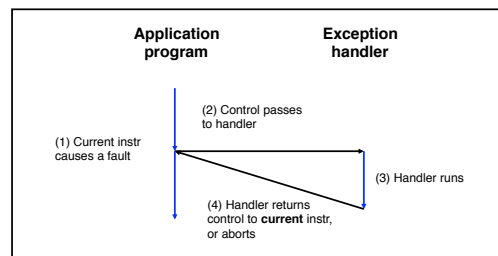 Application
program
Exception
handler
(2) Control passes
to handler
(1) Current instr
causes a fault
(3) Handler runs
(4) Handler returns
control to current instr,
or aborts